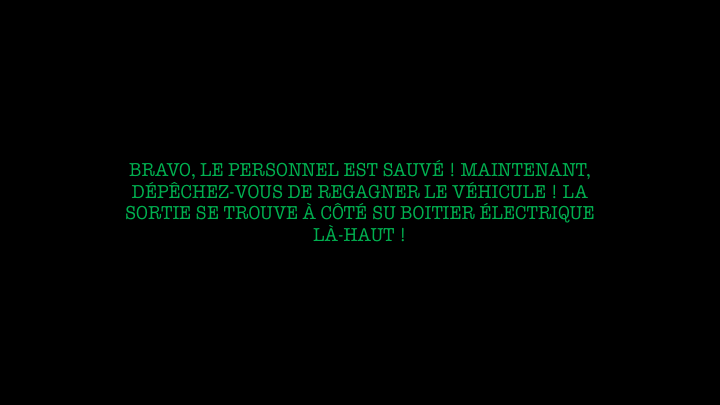 BRAVO, LE PERSONNEL EST SAUVÉ ! MAINTENANT,
DÉPÊCHEZ-VOUS DE REGAGNER LE VÉHICULE ! LA
SORTIE SE TROUVE À CÔTÉ SU BOITIER ÉLECTRIQUE
LÀ-HAUT !